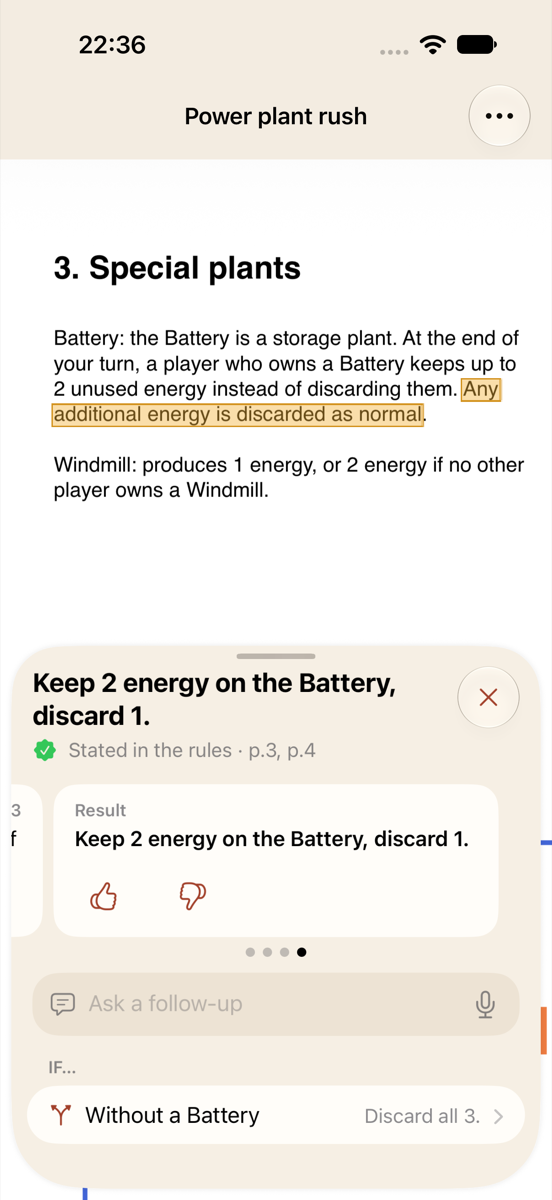 22:36
Power plant rush
3. Special plants
Battery: the Battery is a storage plant. At the end of
your turn, a player who owns a Battery keeps up to
2 unused energy instead of discarding them. Any
additional energy is discarded as normal.
Windmill: produces 1 energy, or 2 energy if no other
player owns a Windmill.
Keep 2 energy on the Battery,
discard 1.
Stated in the rules · p.3, p.4
3
f
Result
Keep 2 energy on the Battery, discard 1.
Ask a follow-up
IF...
Without a Battery Discard all 3.